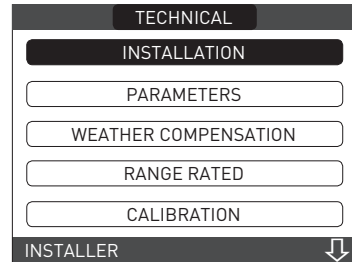 TECHNICAL
INSTALLATION
PARAMETERS
WEATHER COMPENSATION
RANGE RATED
CALIBRATION
INSTALLER